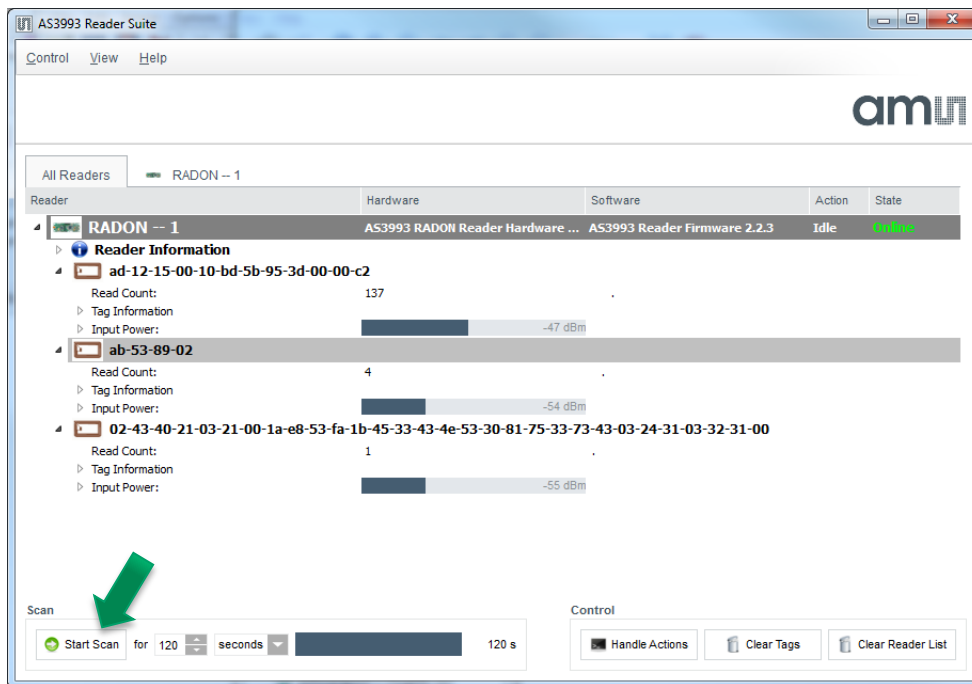 AS3993 Reader Suite
Control View Help
amu
All Readers RADON -- 1
Reader Hardware Software Action State
RADON -- 1 AS3993 RADON Reader Hardware ... AS3993 Reader Firmware 2.2.3 Idle Online
Reader Information
ad-12-15-00-10-bd-5b-95-3d-00-00-c2
Read Count: 137 .
Tag Information
Input Power: -47 dBm
ab-53-89-02
Read Count: 4 .
Tag Information
Input Power: -54 dBm
02-43-40-21-03-21-00-1a-e8-53-fa-1b-45-33-43-4e-53-30-81-75-33-73-43-03-24-31-03-32-31-00
Read Count: 1 .
Tag Information
Input Power: -55 dBm
Scan Control
Start Scan for 120 seconds 120 s Handle Actions Clear Tags Clear Reader List